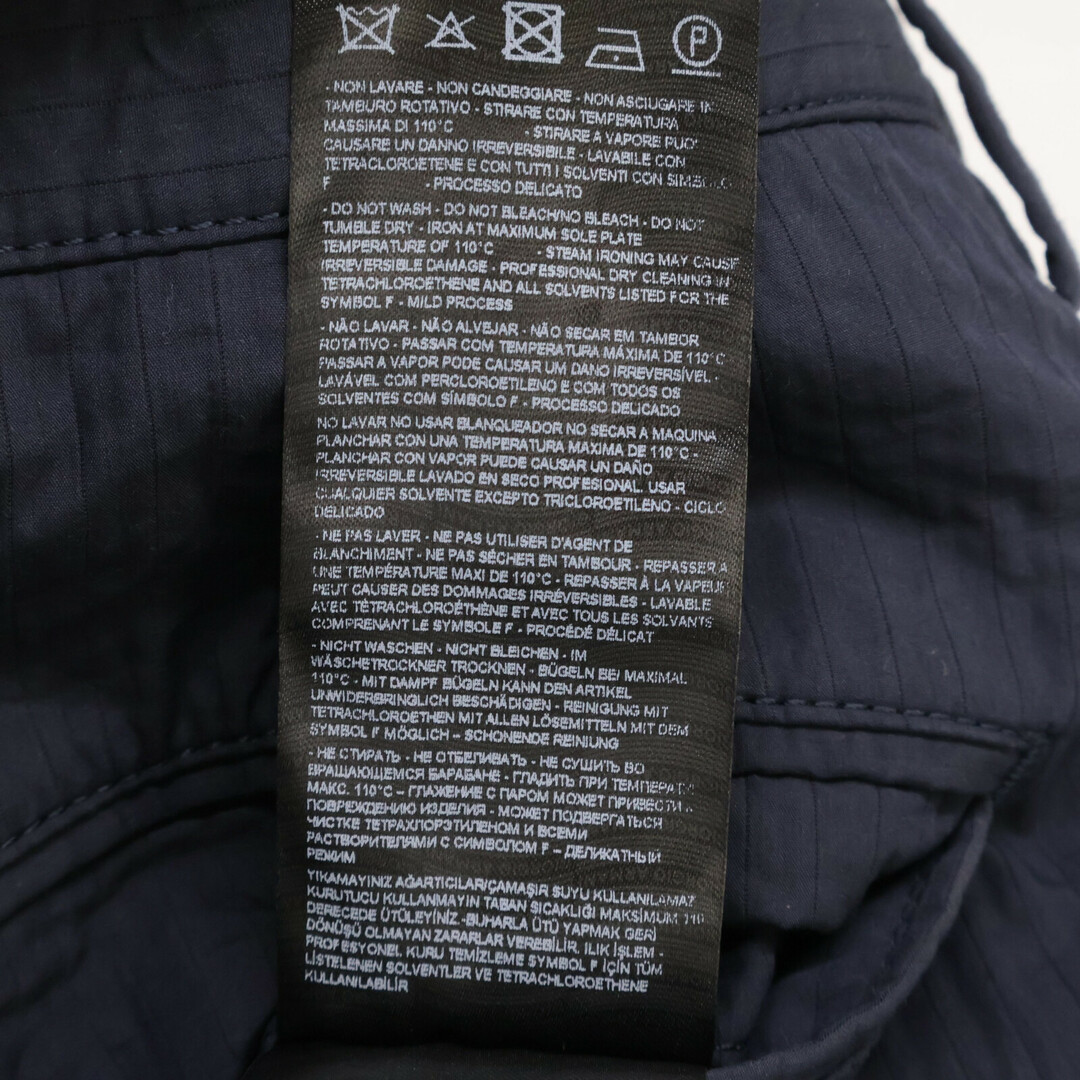 P
- NON LAVARE - NON CANDEGGIARE - NON ASCIUGARE IN
TAMBURO ROTATIVO - STIRARE CON TEMPERATURA
MASSIMA DI 110°C - STIRARE A VAPORE PUO'
CAUSARE UN DANNO IRREVERSIBILE - LAVABILE CON
TETRACLOROETENE E CON TUTTI I SOLVENTI CON SIMBOLO
F - PROCESSO DELICATO
- DO NOT WASH - DO NOT BLEACH/NO BLEACH - DO NOT
TUMBLE DRY - IRON AT MAXIMUM SOLE PLATE
TEMPERATURE OF 110°C - STEAM IRONING MAY CAUSE
IRREVERSIBLE DAMAGE - PROFESSIONAL DRY CLEANING IN
TETRACHLOROETHENE AND ALL SOLVENTS LISTED FOR THE
SYMBOL F - MILD PROCESS
- NÃO LAVAR - NÃO ALVEJAR - NÃO SECAR EM TAMBOR
ROTATIVO - PASSAR COM TEMPERATURA MÁXIMA DE 110°C
PASSAR A VAPOR PODE CAUSAR UM DANO IRREVERSÍVEL -
LAVÁVEL COM PERCLOROETILENO E COM TODOS OS
SOLVENTES COM SÍMBOLO F - PROCESSO DELICADO
NO LAVAR NO USAR BLANQUEADOR NO SECAR A MAQUINA
PLANCHAR CON UNA TEMPERATURA MAXIMA DE 110°C -
PLANCHAR CON VAPOR PUEDE CAUSAR UN DAÑO
IRREVERSIBLE LAVADO EN SECO PROFESIONAL. USAR
CUALQUIER SOLVENTE EXCEPTO TRICLOROETILENO - CICLO
DELICADO
- NE PAS LAVER - NE PAS UTILISER D'AGENT DE
BLANCHIMENT - NE PAS SÉCHER EN TAMBOUR - REPASSER À
UNE TEMPÉRATURE MAXI DE 110°C - REPASSER À LA VAPEUR
PEUT CAUSER DES DOMMAGES IRRÉVERSIBLES - LAVABLE
AVEC TÉTRACHLOROÉTHÈNE ET AVEC TOUS LES SOLVANTS
COMPRENANT LE SYMBOLE F - PROCÉDÉ DÉLICAT
- NICHT WASCHEN - NICHT BLEICHEN - IM
WÄSCHETROCKNER TROCKNEN - BÜGELN BEI MAXIMAL
110°C - MIT DAMPF BÜGELN KANN DEN ARTIKEL
UNWIDERBRINGLICH BESCHÄDIGEN - REINIGUNG MIT
TETRACHLOROETHEN MIT ALLEN LÖSEMITTELN MIT DEM
SYMBOL F MÖGLICH – SCHONENDE REINIUNG
- НЕ СТИРАТЬ - НЕ ОТБЕЛИВАТЬ - НЕ СУШИТЬ ВО
ВРАЩАЮЩЕМСЯ БАРАБАНЕ - ГЛАДИТЬ ПРИ ТЕМПЕРАТУ
МАКС. 110°C – ГЛАЖЕНИЕ С ПАРОМ МОЖЕТ ПРИВЕСТИ К
ПОВРЕЖДЕНИЮ ИЗДЕЛИЯ - МОЖЕТ ПОДВЕРГАТЬСЯ
ЧИСТКЕ ТЕТРАХЛОРЭТИЛЕНОМ И ВСЕМИ
РАСТВОРИТЕЛЯМИ С СИМВОЛОМ F – ДЕЛИКАТНЫЙ
РЕЖИМ
YIKAMAYINIZ AĞARTICILAR/ÇAMAŞIR SUYU KULLANILAMAZ
KURUTUCU KULLANMAYIN TABAN SICAKLIĞI MAKSİMUM 110
DERECEDE ÜTÜLEYİNİZ.-BUHARLA ÜTÜ YAPMAK GERİ
DÖNÜŞÜ OLMAYAN ZARARLAR VEREBİLİR. ILIK İŞLEM -
PROFESYONEL KURU TEMİZLEME SYMBOL F İÇİN TÜM
LİSTELENEN SOLVENTLER VE TETRACHLOROETHENE
KULLANILABİLİR